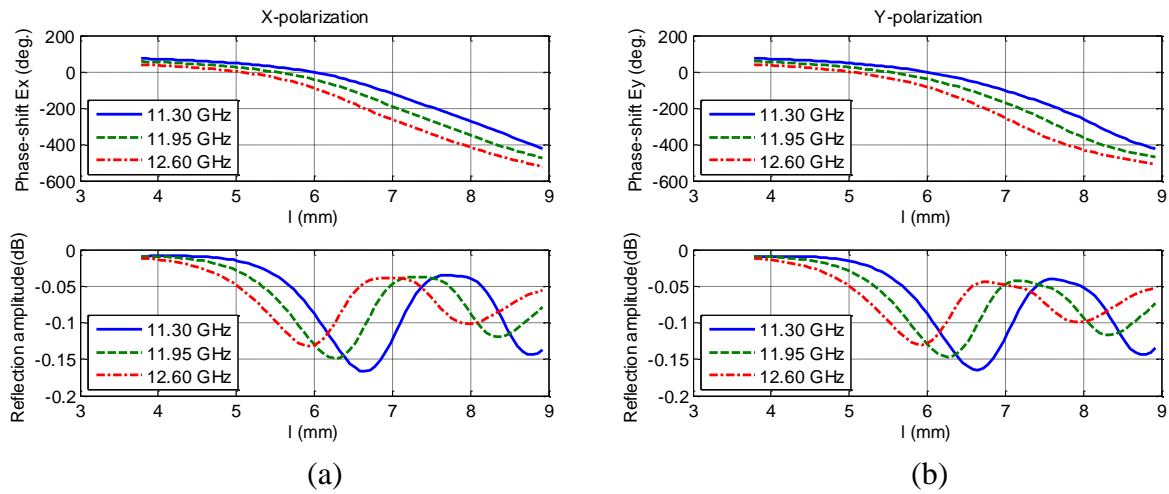 X-polarization
Phase-shift Ex (deg.)
200
0
-200
-400
-600
11.30 GHz
11.95 GHz
12.60 GHz
3 4 5 6 7 8 9
l (mm)
Reflection amplitude(dB)
0
-0.05
-0.1
-0.15
-0.2
11.30 GHz
11.95 GHz
12.60 GHz
3 4 5 6 7 8 9
l (mm)
(a)
Y-polarization
Phase-shift Ey (deg.)
200
0
-200
-400
-600
11.30 GHz
11.95 GHz
12.60 GHz
3 4 5 6 7 8 9
l (mm)
Reflection amplitude(dB)
0
-0.05
-0.1
-0.15
-0.2
11.30 GHz
11.95 GHz
12.60 GHz
3 4 5 6 7 8 9
l (mm)
(b)